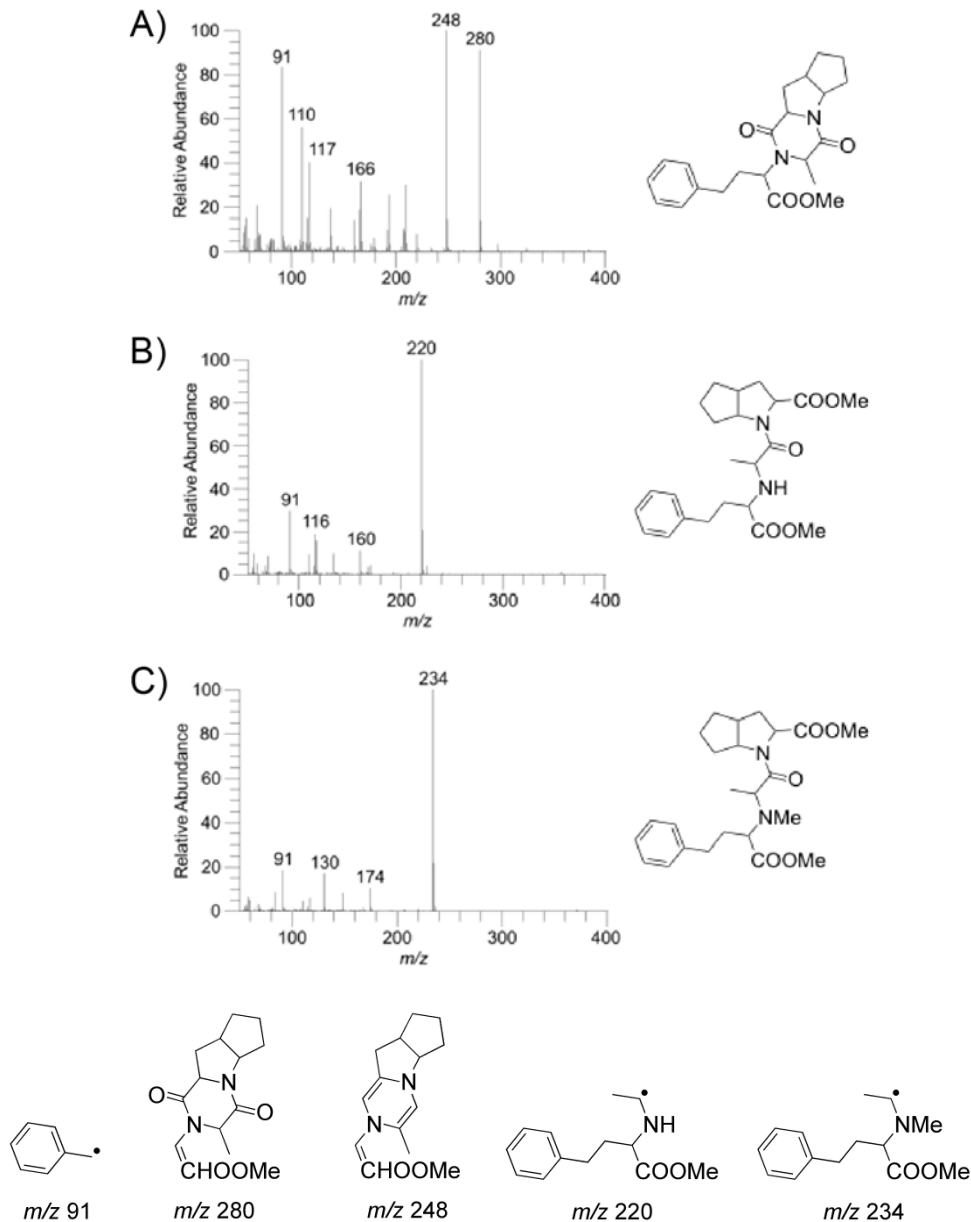 A)
Relative Abundance
100
80
60
40
20
0
91
110
117
166
248
280
100
200
300
400
m/z
O
N
N
O
COOMe
B)
Relative Abundance
100
80
60
40
20
0
91
116
160
220
100
200
300
400
m/z
COOMe
N
O
NH
COOMe
C)
Relative Abundance
100
80
60
40
20
0
91
130
174
234
100
200
300
400
m/z
COOMe
N
O
NMe
COOMe
O
N
N
O
CHOOMe
N
N
CHOOMe
NH
COOMe
NMe
COOMe
m/z 91
m/z 280
m/z 248
m/z 220
m/z 234